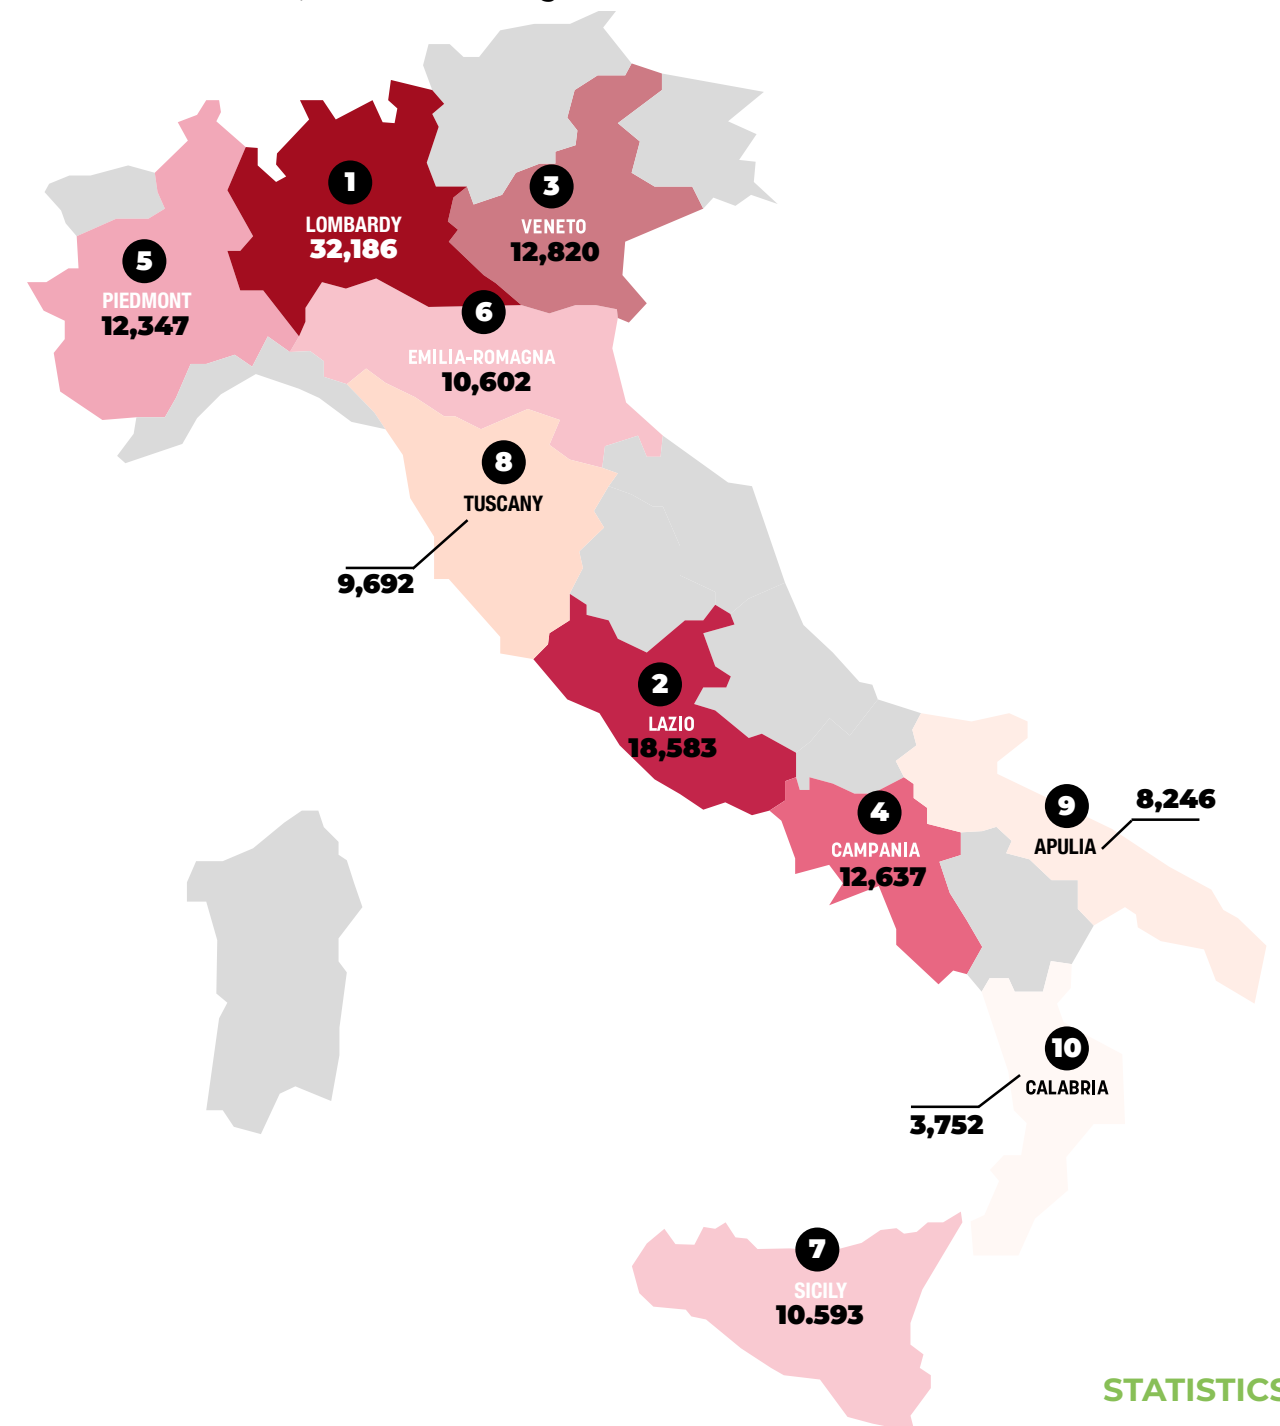 1
LOMBARDY
32,186
3
VENETO
12,820
5
PIEDMONT
12,347
6
EMILIA-ROMAGNA
10,602
8
TUSCANY
9,692
2
LAZIO
18,583
4
CAMPANIA
12,637
9
APULIA
8,246
10
CALABRIA
3,752
7
SICILY
10.593
STATISTICS